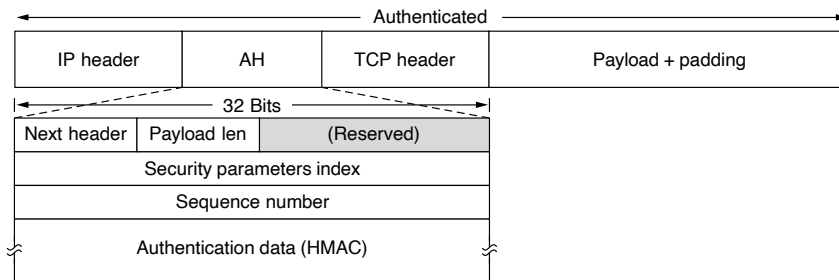 Authenticated
IP header AH TCP header Payload + padding
32 Bits
Next header Payload len (Reserved)
Security parameters index
Sequence number
Authentication data (HMAC)